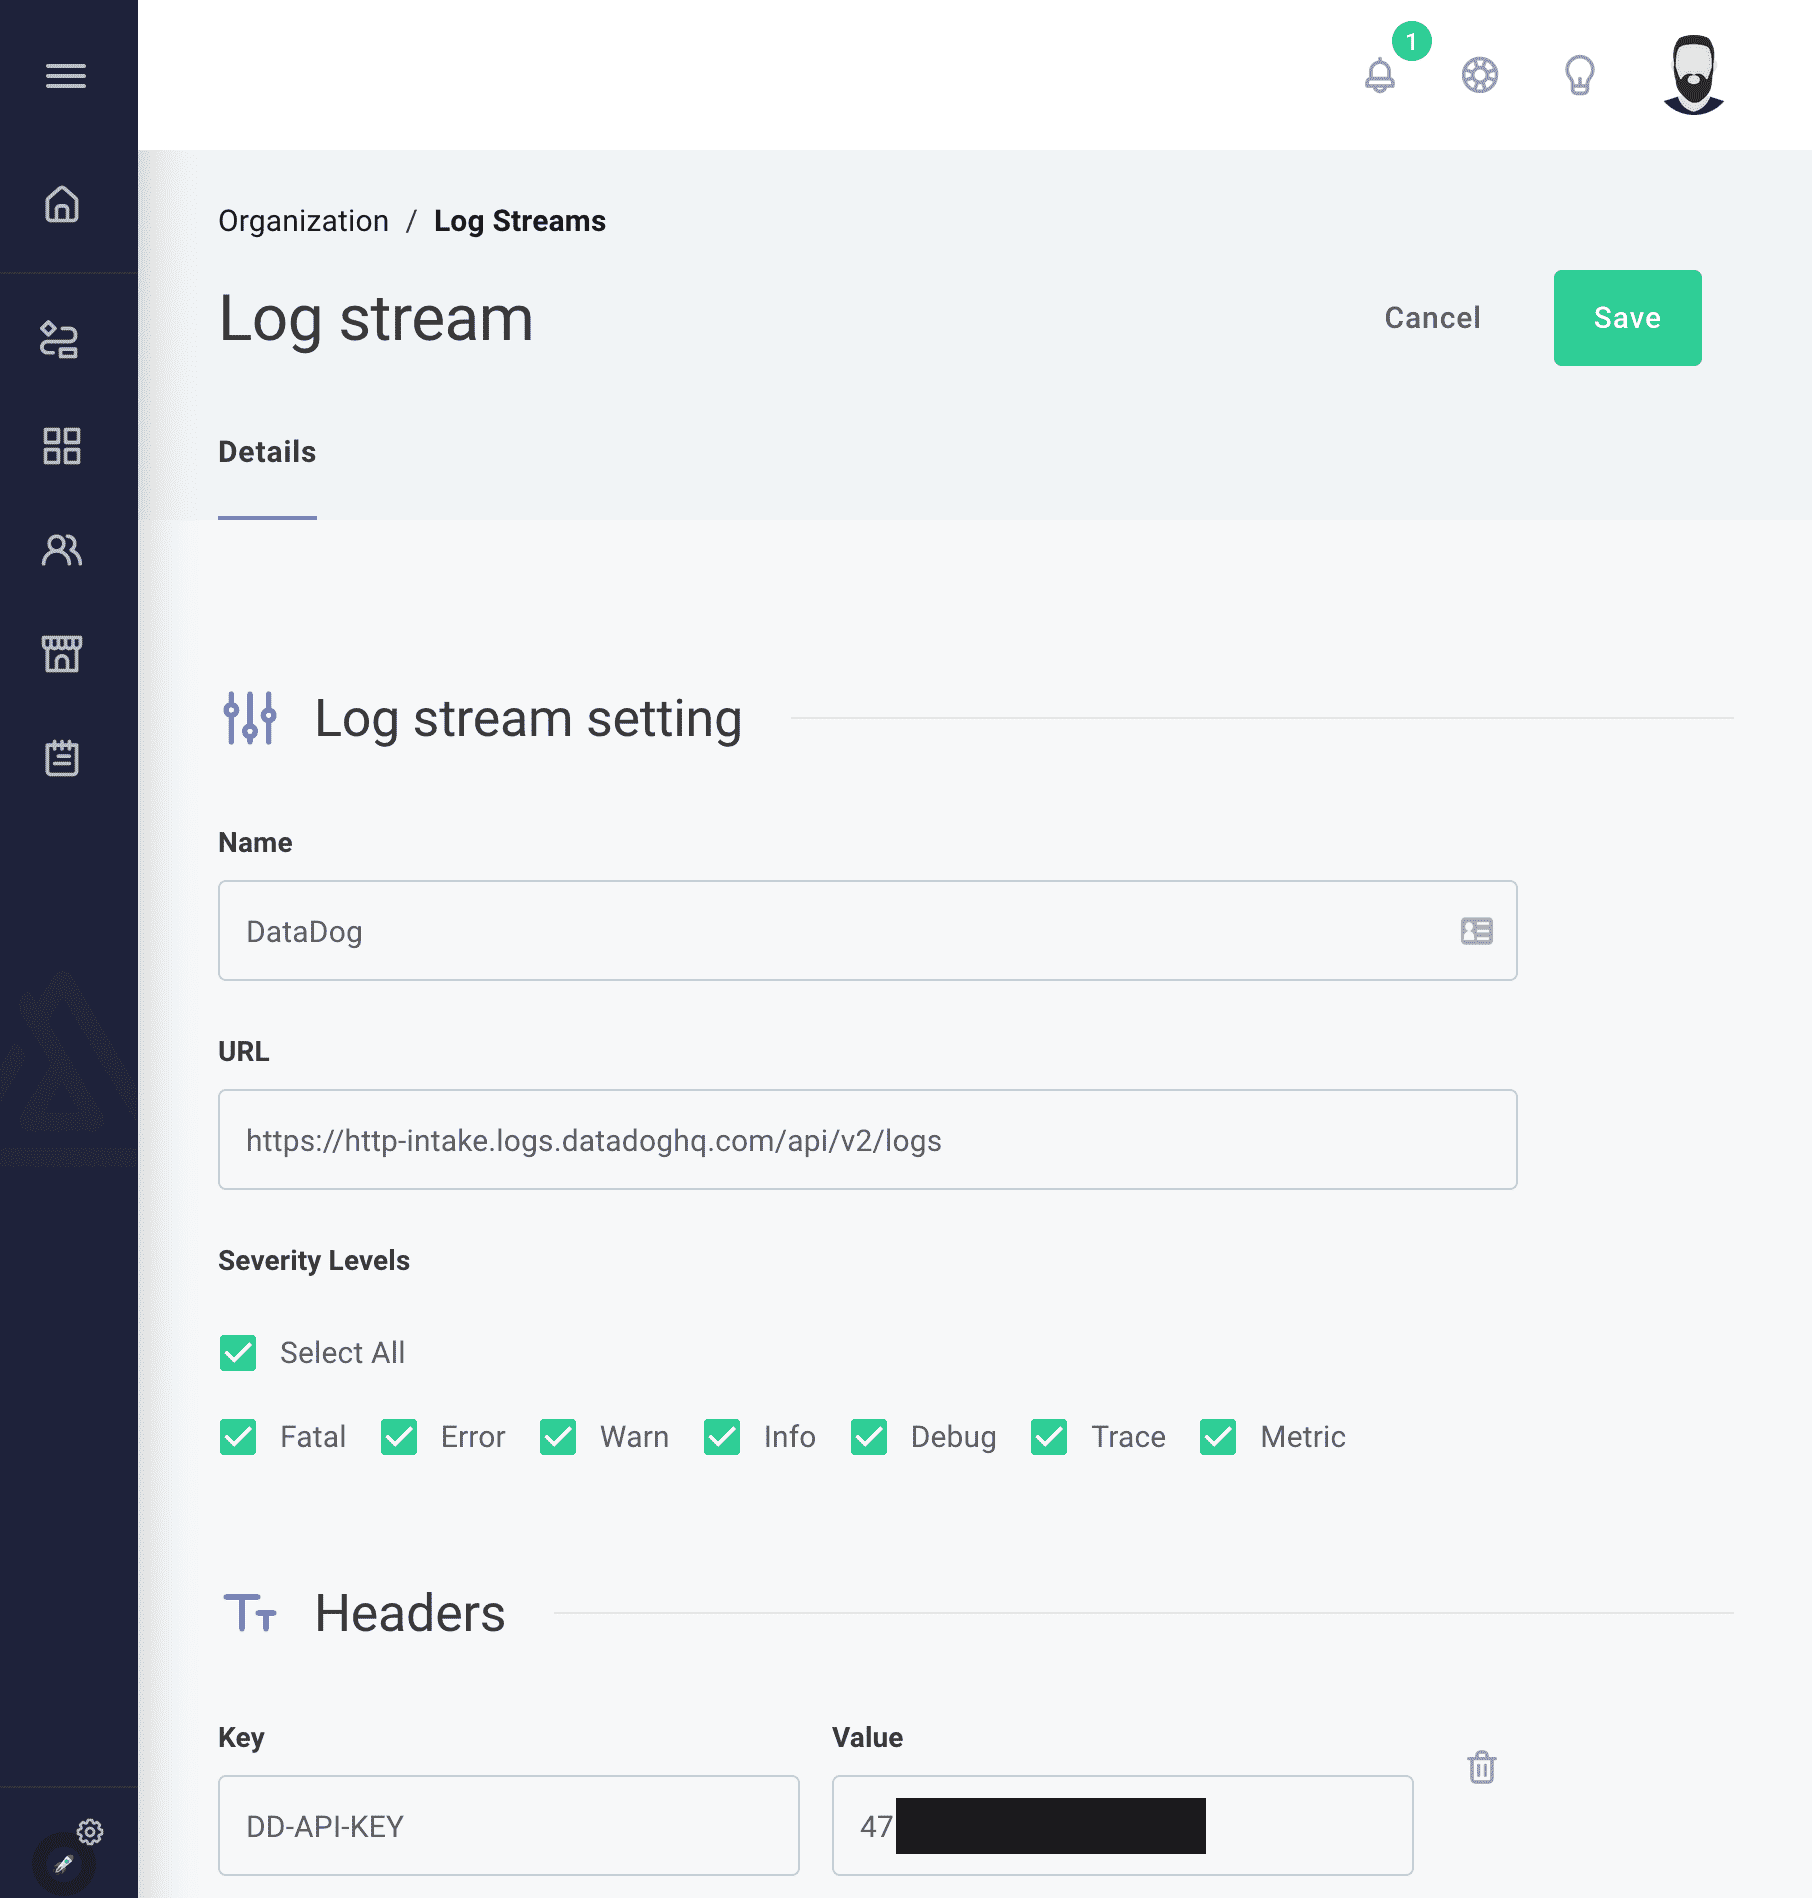 1
Organization / Log Streams
Log stream
Cancel
Save
Details
Log stream setting
Name
DataDog
URL
https://http-intake.logs.datadoghq.com/api/v2/logs
Severity Levels
Select All
Fatal Error Warn Info Debug Trace Metric
Headers
Key Value
DD-API-KEY 47